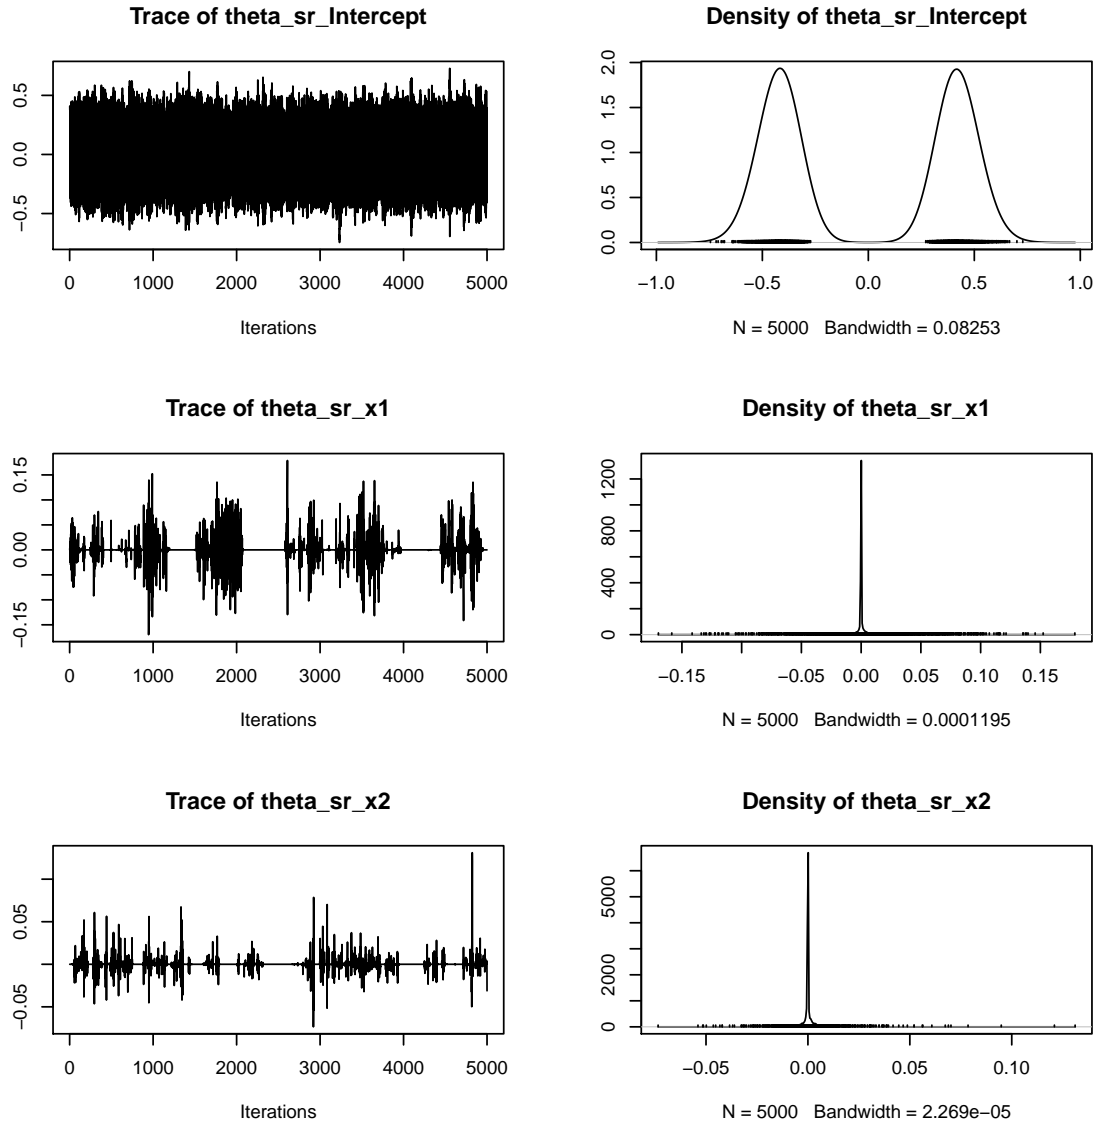 Trace of theta_sr_Intercept
0.5
0.0
−0.5
0 1000 2000 3000 4000 5000
Iterations
Density of theta_sr_Intercept
2.0
1.5
1.0
0.5
0.0
−1.0 −0.5 0.0 0.5 1.0
N = 5000 Bandwidth = 0.08253
Trace of theta_sr_x1
0.15
0.00
−0.15
0 1000 2000 3000 4000 5000
Iterations
Density of theta_sr_x1
1200
800
400
0
−0.15 −0.05 0.00 0.05 0.10 0.15
N = 5000 Bandwidth = 0.0001195
Trace of theta_sr_x2
0.05
−0.05
0 1000 2000 3000 4000 5000
Iterations
Density of theta_sr_x2
5000
2000
0
−0.05 0.00 0.05 0.10
N = 5000 Bandwidth = 2.269e−05